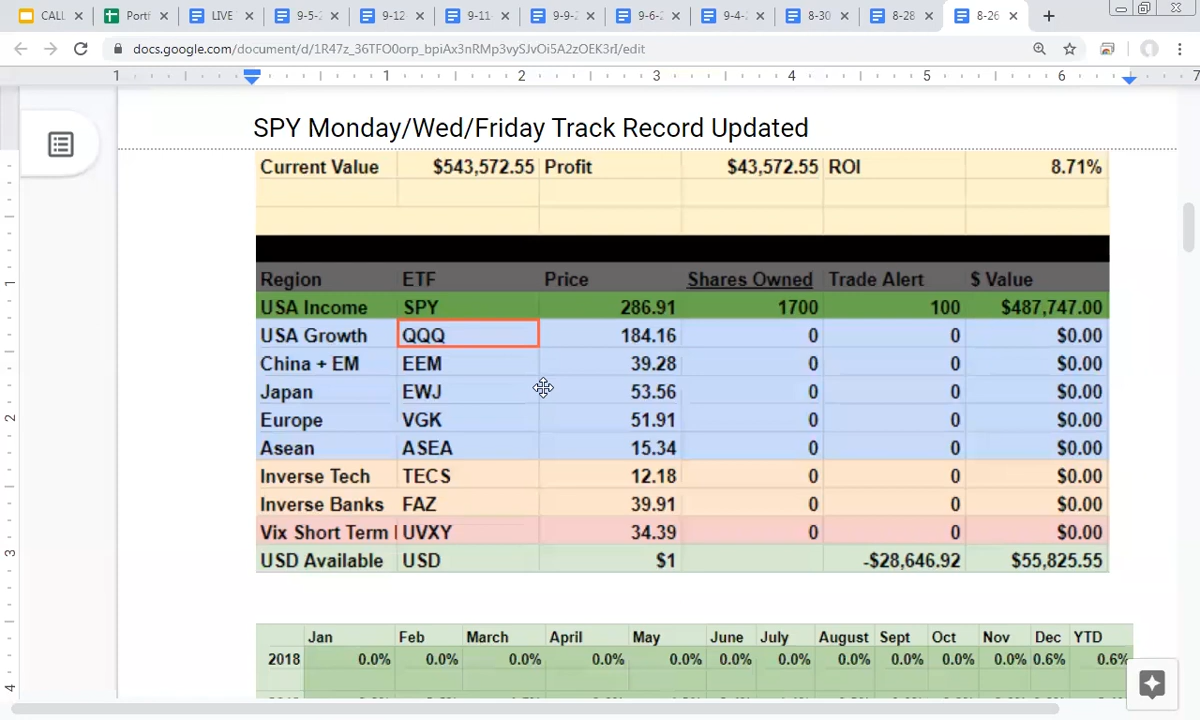 CALL Portf LIVE 9-5- 9-12 9-11- 9-9- 9-6- 9-4- 8-30 8-28 8-26
docs.google.com/document/d/1R47z_36TFO0orp_bpiAx3nRMp3vySJvOi5A2zOEK3rI/edit
1 1 2 3 4 5 6 7
SPY Monday/Wed/Friday Track Record Updated
Current Value $543,572.55 Profit $43,572.55 ROI 8.71%
Region ETF Price Shares Owned Trade Alert $ Value
USA Income SPY 286.91 1700 100 $487,747.00
USA Growth QQQ 184.16 0 0 $0.00
China + EM EEM 39.28 0 0 $0.00
Japan EWJ 53.56 0 0 $0.00
Europe VGK 51.91 0 0 $0.00
Asean ASEA 15.34 0 0 $0.00
Inverse Tech TECS 12.18 0 0 $0.00
Inverse Banks FAZ 39.91 0 0 $0.00
Vix Short Term UVXY 34.39 0 0 $0.00
USD Available USD $1 -$28,646.92 $55,825.55
Jan Feb March April May June July August Sept Oct Nov Dec YTD
2018 0.0% 0.0% 0.0% 0.0% 0.0% 0.0% 0.0% 0.0% 0.0% 0.0% 0.0% 0.6% 0.6%
1
2
3
4